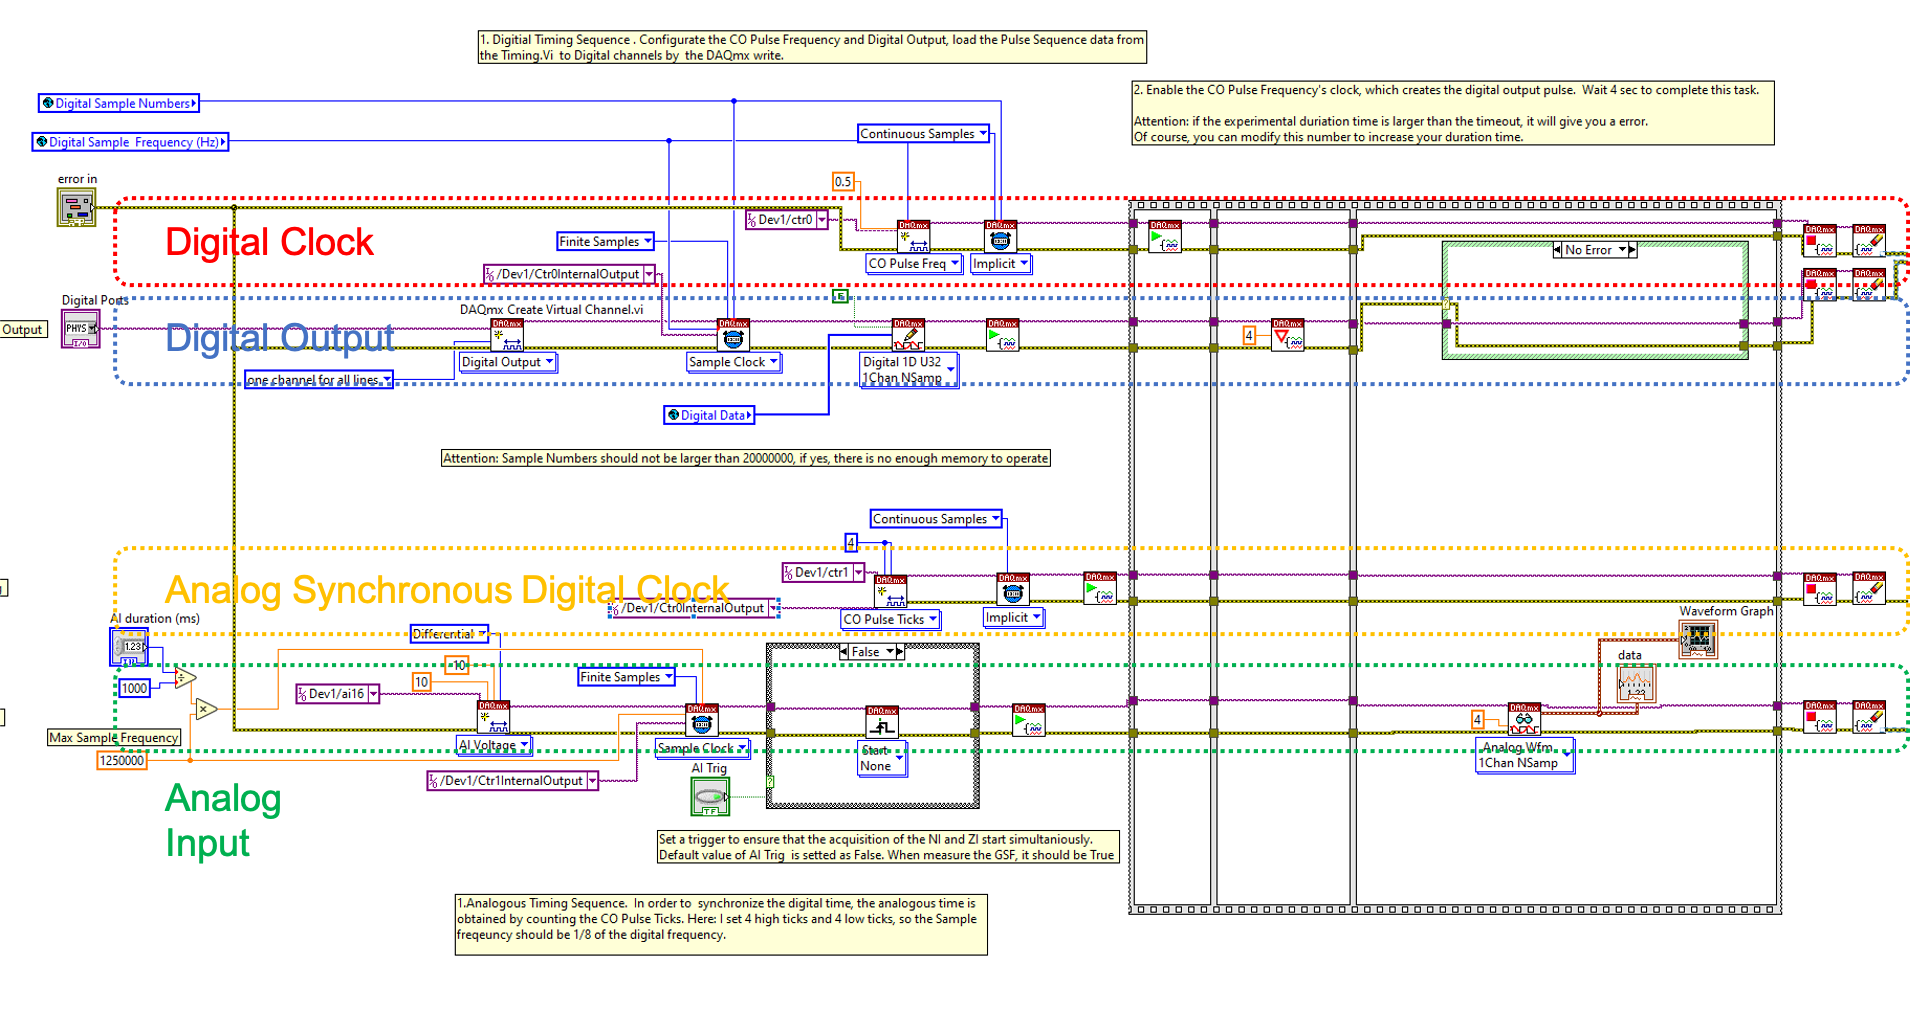 1. Digitial Timing Sequence . Configurate the CO Pulse Frequency and Digital Output, load the Pulse Sequence data from
the Timing.Vi  to Digital channels by  the DAQmx write.
2. Enable the CO Pulse Frequency's clock, which creates the digital output pulse.  Wait 4 sec to complete this task.
Attention: if the experimental duriation time is larger than the timeout, it will give you a error.
Of course, you can modify this number to increase your duration time.
Digital Sample Numbers
Digital Sample  Frequency (Hz)
Continuous Samples
error in
0.5
Dev1/ctr0
Digital Clock
Finite Samples
No Error
CO Pulse Freq
Implicit
/Dev1/Ctr0InternalOutput
Digital Ports
F
DAQmx Create Virtual Channel.vi
Output
PHYS
I/O
Digital Output
4
Digital Output
Sample Clock
Digital 1D U32
1Chan NSamp
one channel for all lines
Digital Data
Attention: Sample Numbers should not be larger than 20000000, if yes, there is no enough memory to operate
Continuous Samples
4
Dev1/ctr1
Analog Synchronous Digital Clock
/Dev1/Ctr0InternalOutput
CO Pulse Ticks
Implicit
Waveform Graph
AI duration (ms)
Differential
1.23
False
data
-10
Finite Samples
1000
10
Dev1/ai16
1.23
4
Max Sample Frequency
AI Voltage
Sample Clock
Start
None
Analog Wfm
1Chan NSamp
1250000
AI Trig
/Dev1/Ctr1InternalOutput
TF
Analog
Input
Set a trigger to ensure that the acquisition of the NI and ZI start simultaniously.
Default value of AI Trig  is setted as False. When measure the GSF, it should be True
1.Analogous Timing Sequence.  In order to  synchronize the digital time, the analogous time is
obtained by counting the CO Pulse Ticks. Here: I set 4 high ticks and 4 low ticks, so the Sample
freqeuncy should be 1/8 of the digital frequency.